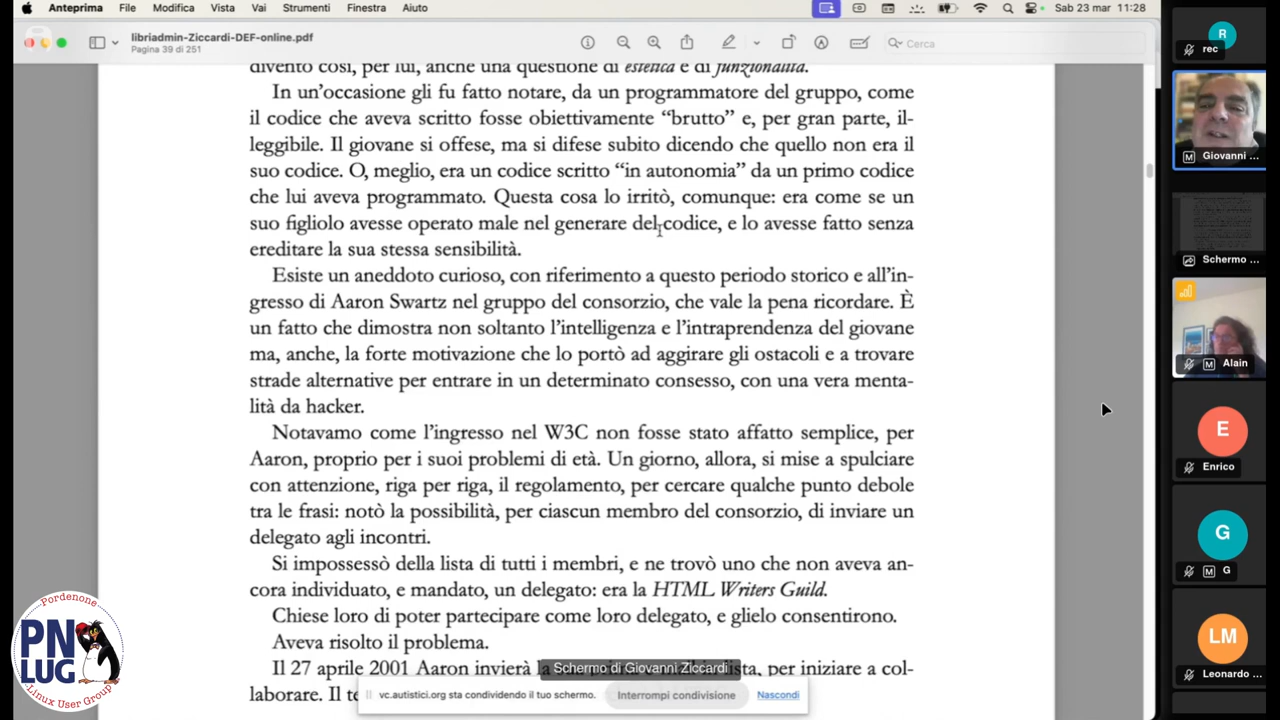 Anteprima File Modifica Vista Vai Strumenti Finestra Aiuto Sab 23 mar 11:28
libriadmin-Ziccardi-DEF-online.pdf
Pagina 39 di 251
Cerca
diventò così, per lui, anche una questione di estetica e di funzionalità.
In un'occasione gli fu fatto notare, da un programmatore del gruppo, come
il codice che aveva scritto fosse obiettivamente “brutto” e, per gran parte, il-
leggibile. Il giovane si offese, ma si difese subito dicendo che quello non era il
suo codice. O, meglio, era un codice scritto “in autonomia” da un primo codice
che lui aveva programmato. Questa cosa lo irritò, comunque: era come se un
suo figliolo avesse operato male nel generare del codice, e lo avesse fatto senza
ereditare la sua stessa sensibilità.
Esiste un aneddoto curioso, con riferimento a questo periodo storico e all'in-
gresso di Aaron Swartz nel gruppo del consorzio, che vale la pena ricordare. È
un fatto che dimostra non soltanto l'intelligenza e l'intraprendenza del giovane
ma, anche, la forte motivazione che lo portò ad aggirare gli ostacoli e a trovare
strade alternative per entrare in un determinato consesso, con una vera menta-
lità da hacker.
Notavamo come l'ingresso nel W3C non fosse stato affatto semplice, per
Aaron, proprio per i suoi problemi di età. Un giorno, allora, si mise a spulciare
con attenzione, riga per riga, il regolamento, per cercare qualche punto debole
tra le frasi: notò la possibilità, per ciascun membro del consorzio, di inviare un
delegato agli incontri.
Si impossessò della lista di tutti i membri, e ne trovò uno che non aveva an-
cora individuato, e mandato, un delegato: era la HTML Writers Guild.
Chiese loro di poter partecipare come loro delegato, e glielo consentirono.
Aveva risolto il problema.
Il 27 aprile 2001 Aaron invierà la sua lista, per iniziare a col-
laborare. Il te
Schermo di Giovanni Ziccardi
vc.autistici.org sta condividendo il tuo schermo. Interrompi condivisione Nascondi
R
rec
M Giovanni ...
Schermo ...
M Alain
E
Enrico
G
M G
LM
Leonardo ...
Pordenone
PN
LUG
Linux User Group